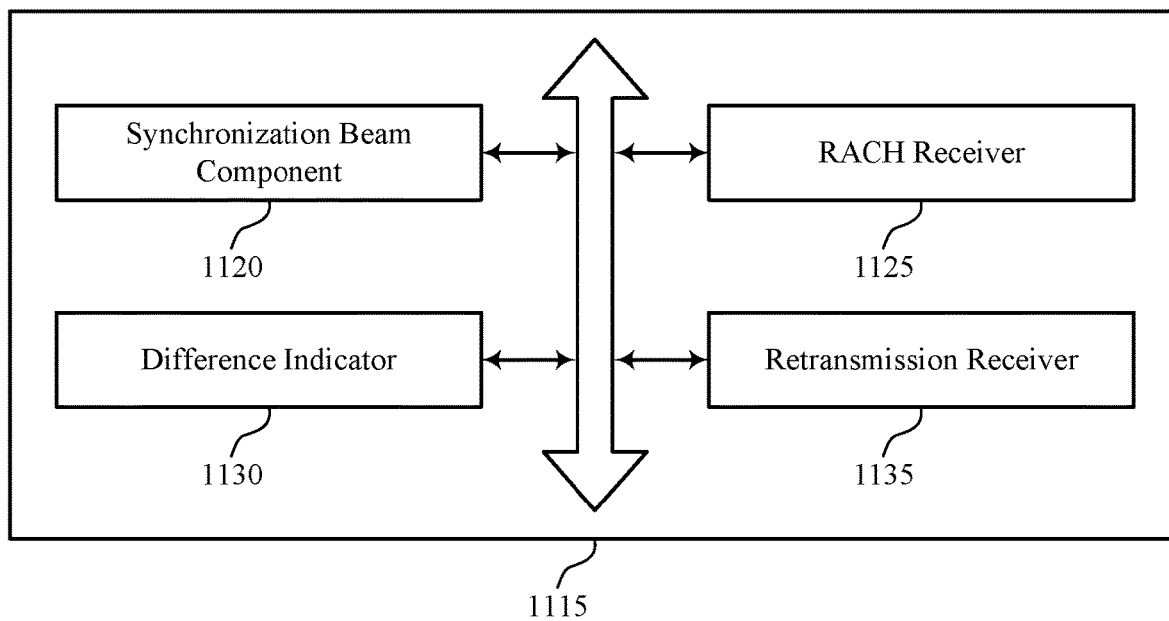 Synchronization Beam
Component
RACH Receiver
1120
1125
Difference Indicator
Retransmission Receiver
1130
1135
1115